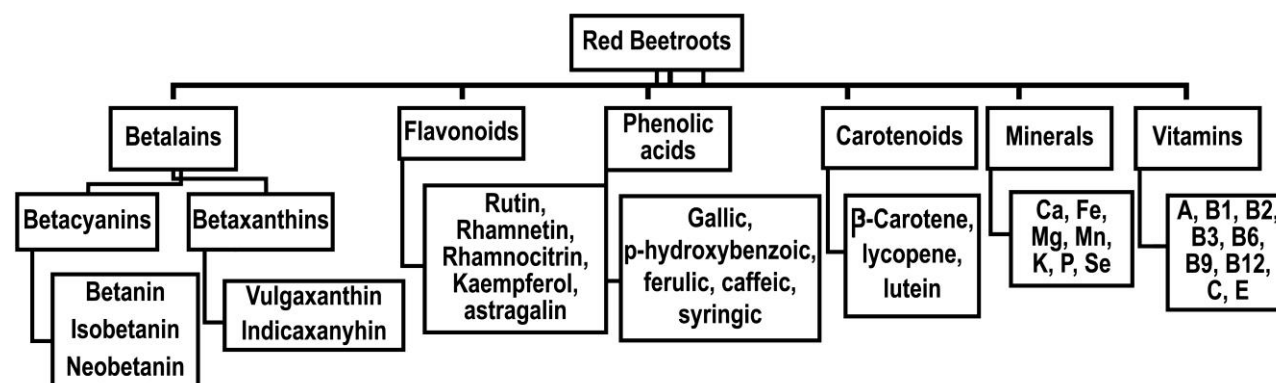 Red Beetroots
Betalains
Flavonoids
Phenolic
acids
Carotenoids
Minerals
Vitamins
Betacyanins
Betaxanthins
Betanin
Isobetanin
Neobetanin
Vulgaxanthin
Indicaxanyhin
Rutin,
Rhamnetin,
Rhamnocitrin,
Kaempferol,
astragalin
Gallic,
p-hydroxybenzoic,
ferulic, caffeic,
syringic
β-Carotene,
lycopene,
lutein
Ca, Fe,
Mg, Mn,
K, P, Se
A, B1, B2,
B3, B6,
B9, B12,
C, E